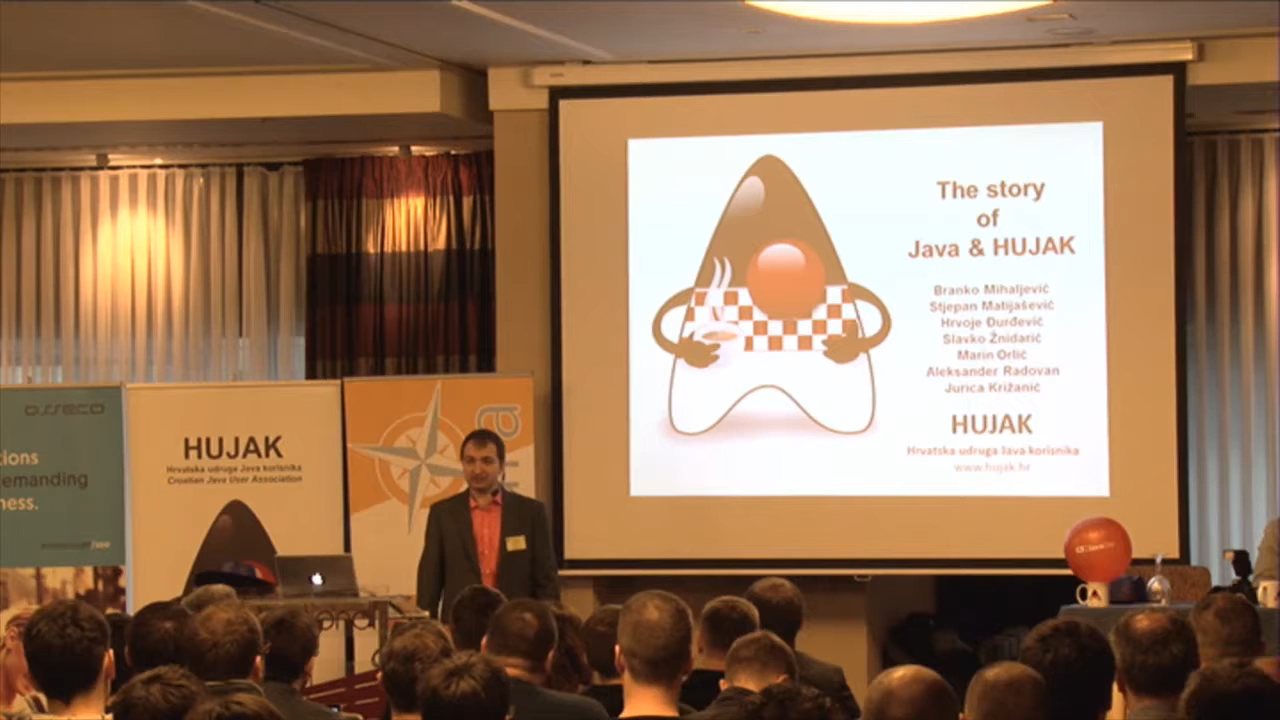 asseco
tions
emanding
ness.
HUJAK
Hrvatska udruga Java korisnika
Croatian Java User Association
The story
of
Java & HUJAK
Branko Mihaljević
Stjepan Matijašević
Hrvoje Đurđević
Slavko Žnidarić
Marin Orlić
Aleksander Radovan
Jurica Križanić
HUJAK
Hrvatska udruga Java korisnika
www.hujak.hr